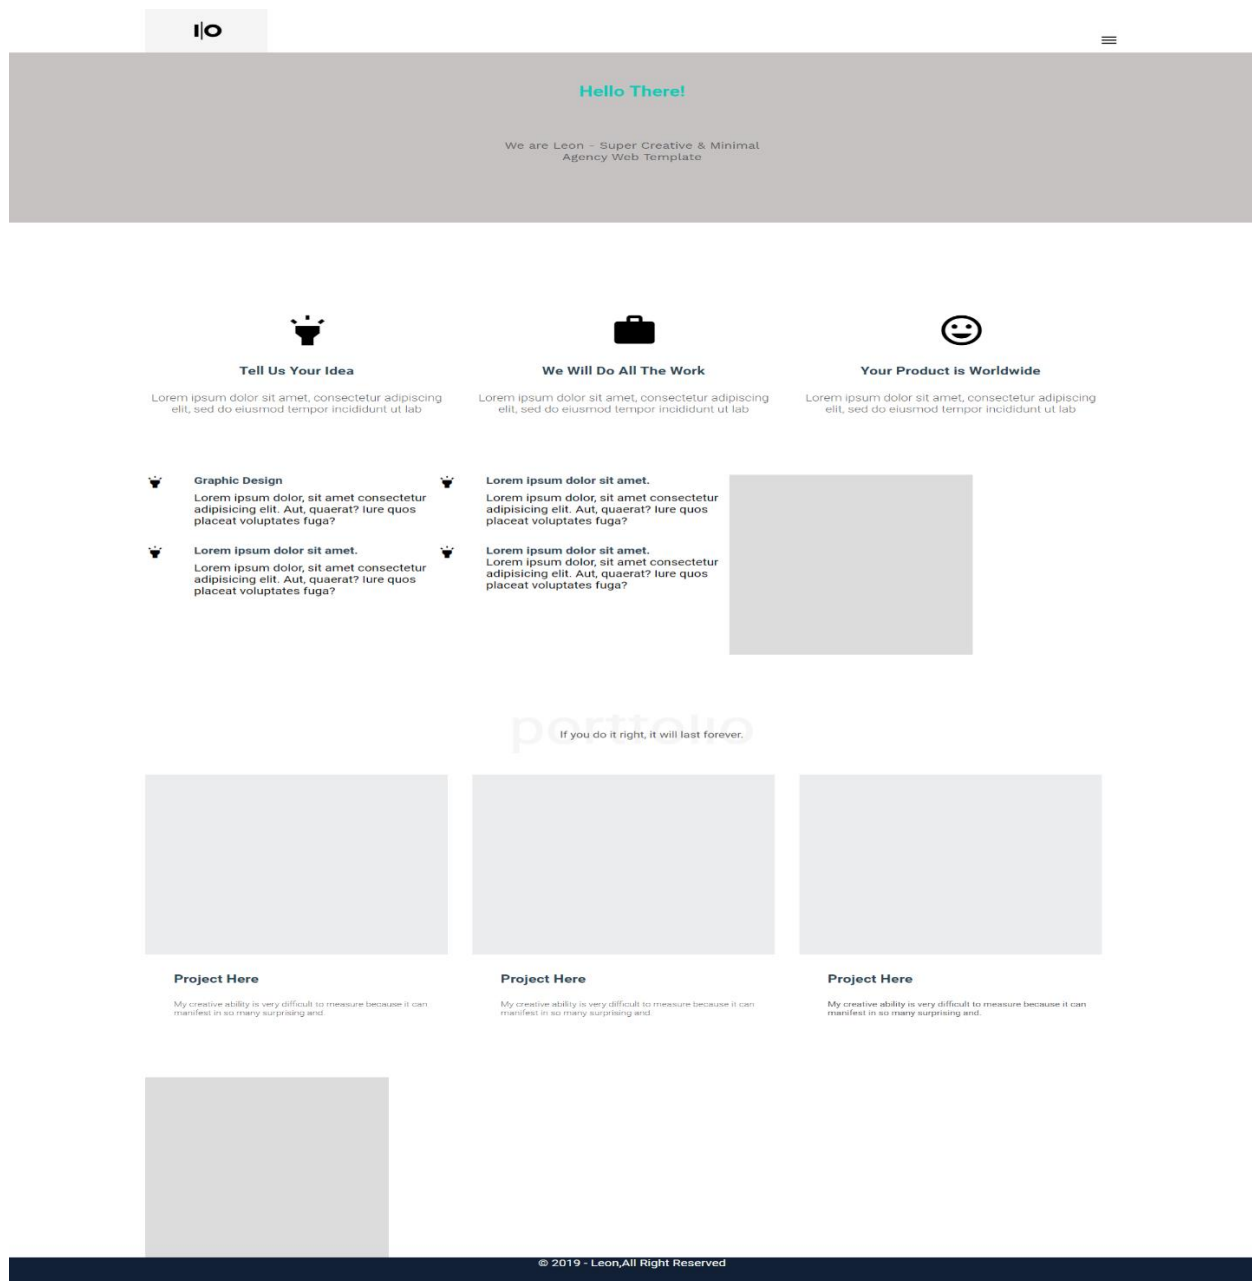 I|O
Hello There!
We are Leon - Super Creative & Minimal
Agency Web Template
Tell Us Your Idea
Lorem ipsum dolor sit amet, consectetur adipiscing
elit, sed do eiusmod tempor incididunt ut lab
We Will Do All The Work
Lorem ipsum dolor sit amet, consectetur adipiscing
elit, sed do eiusmod tempor incididunt ut lab
Your Product is Worldwide
Lorem ipsum dolor sit amet, consectetur adipiscing
elit, sed do eiusmod tempor incididunt ut lab
Graphic Design
Lorem ipsum dolor, sit amet consectetur
adipisicing elit. Aut, quaerat? Iure quos
placeat voluptates fuga?
Lorem ipsum dolor sit amet.
Lorem ipsum dolor, sit amet consectetur
adipisicing elit. Aut, quaerat? Iure quos
placeat voluptates fuga?
Lorem ipsum dolor sit amet.
Lorem ipsum dolor, sit amet consectetur
adipisicing elit. Aut, quaerat? Iure quos
placeat voluptates fuga?
Lorem ipsum dolor sit amet.
Lorem ipsum dolor, sit amet consectetur
adipisicing elit. Aut, quaerat? Iure quos
placeat voluptates fuga?
portfolio
If you do it right, it will last forever.
Project Here
My creative ability is very difficult to measure because it can
manifest in so many surprising and.
Project Here
My creative ability is very difficult to measure because it can
manifest in so many surprising and.
Project Here
My creative ability is very difficult to measure because it can
manifest in so many surprising and.
© 2019 - Leon,All Right Reserved